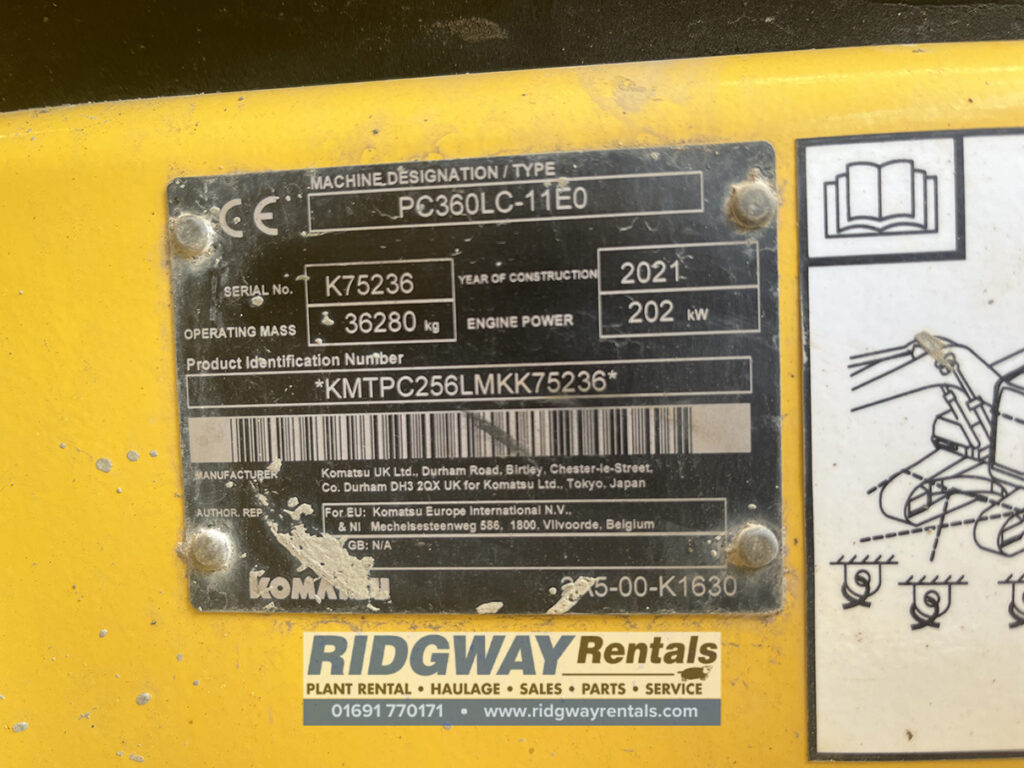 MACHINE DESIGNATION / TYPE
CE
PC360LC-11E0
SERIAL No. K75236 YEAR OF CONSTRUCTION 2021
OPERATING MASS 36280 kg ENGINE POWER 202 kW
Product Identification Number
*KMTPC256LMKK75236*
MANUFACTURER Komatsu UK Ltd., Durham Road, Birtley, Chester-le-Street,
Co. Durham DH3 2QX UK for Komatsu Ltd., Tokyo, Japan
AUTHOR. REP For EU: Komatsu Europe International N.V.,
& NI Mechelsesteenweg 586, 1800, Vilvoorde, Belgium
GB: N/A
KOMATSU
RIDGWAY Rentals
PLANT RENTAL • HAULAGE • SALES • PARTS • SERVICE
01691 770171 • www.ridgwayrentals.com